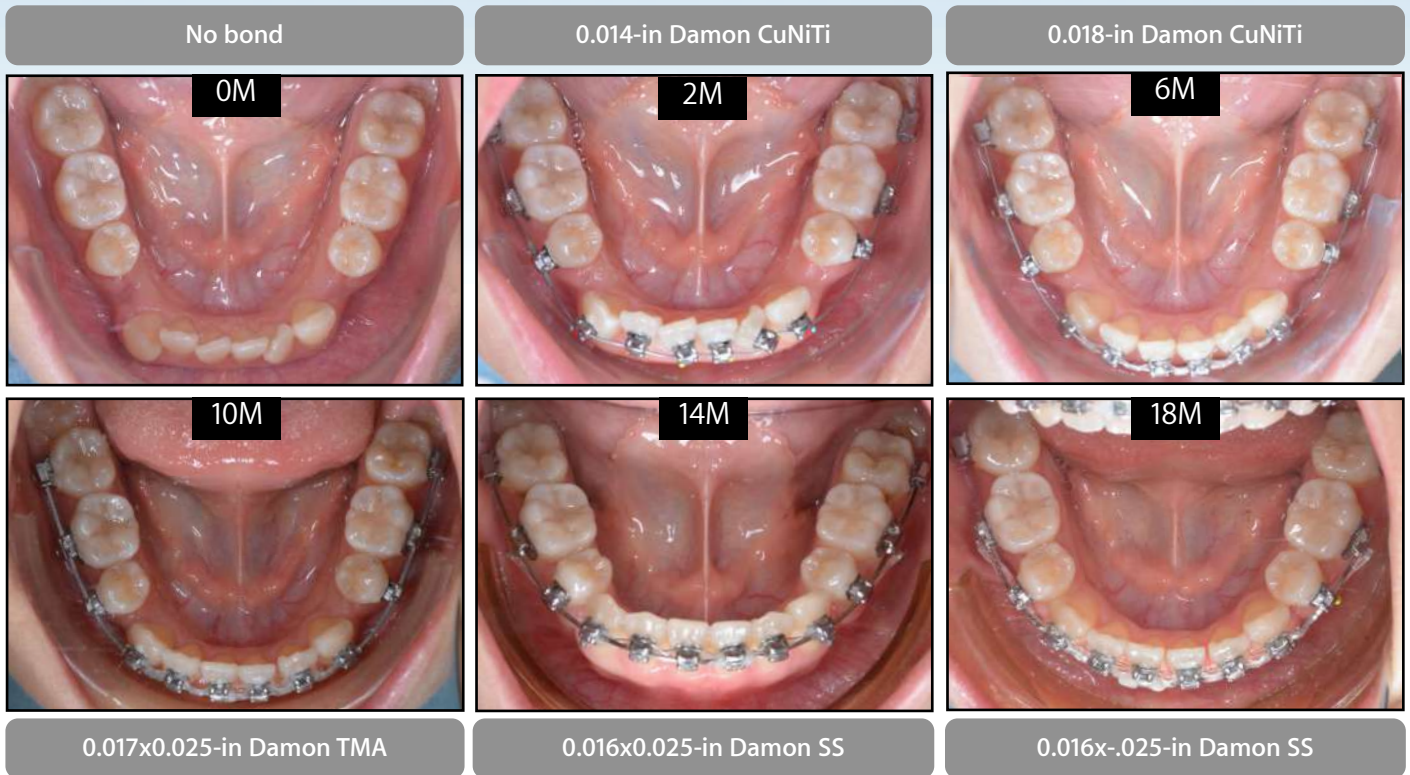 No bond
0.014-in Damon CuNiTi
0.018-in Damon CuNiTi
0M
2M
6M
10M
14M
18M
0.017x0.025-in Damon TMA
0.016x0.025-in Damon SS
0.016x-.025-in Damon SS